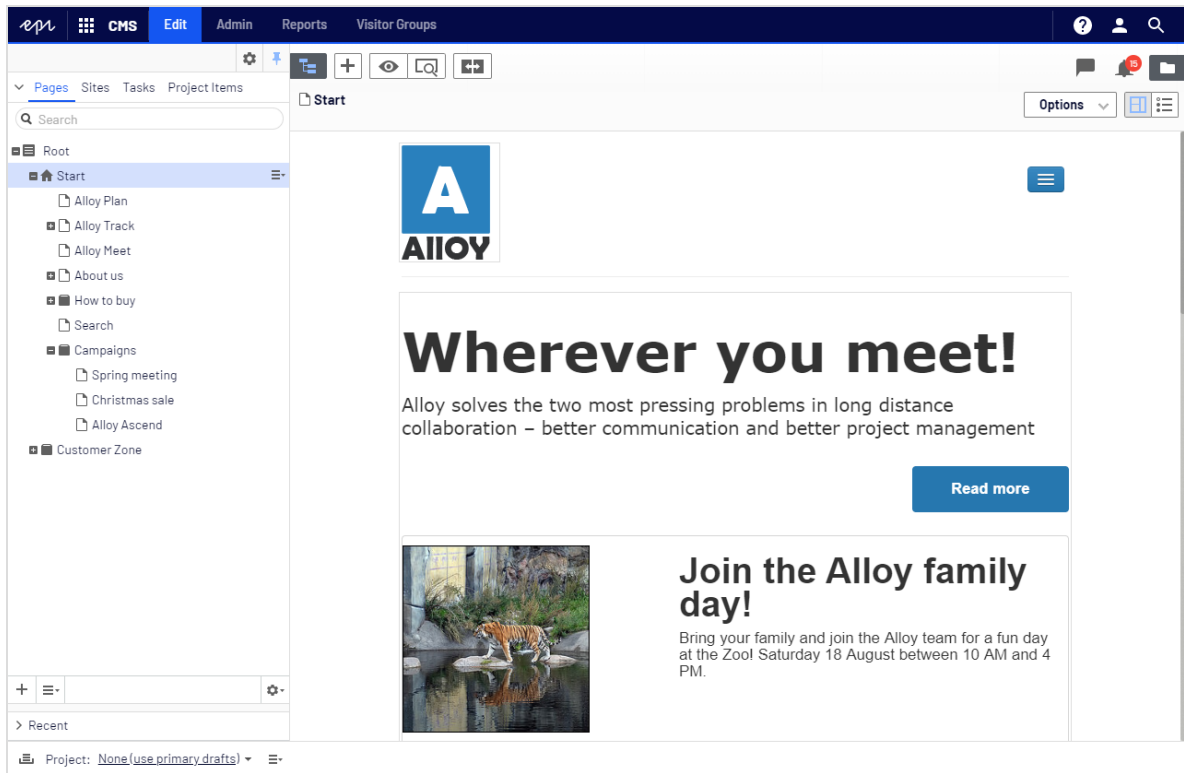 epi CMS Edit Admin Reports Visitor Groups
15
Pages Sites Tasks Project Items
Search
Root
Start
Alloy Plan
Alloy Track
Alloy Meet
About us
How to buy
Search
Campaigns
Spring meeting
Christmas sale
Alloy Ascend
Customer Zone
Recent
Project: None (use primary drafts)
Start
Options
A
Alloy
Wherever you meet!
Alloy solves the two most pressing problems in long distance
collaboration – better communication and better project management
Read more
Join the Alloy family
day!
Bring your family and join the Alloy team for a fun day
at the Zoo! Saturday 18 August between 10 AM and 4
PM.